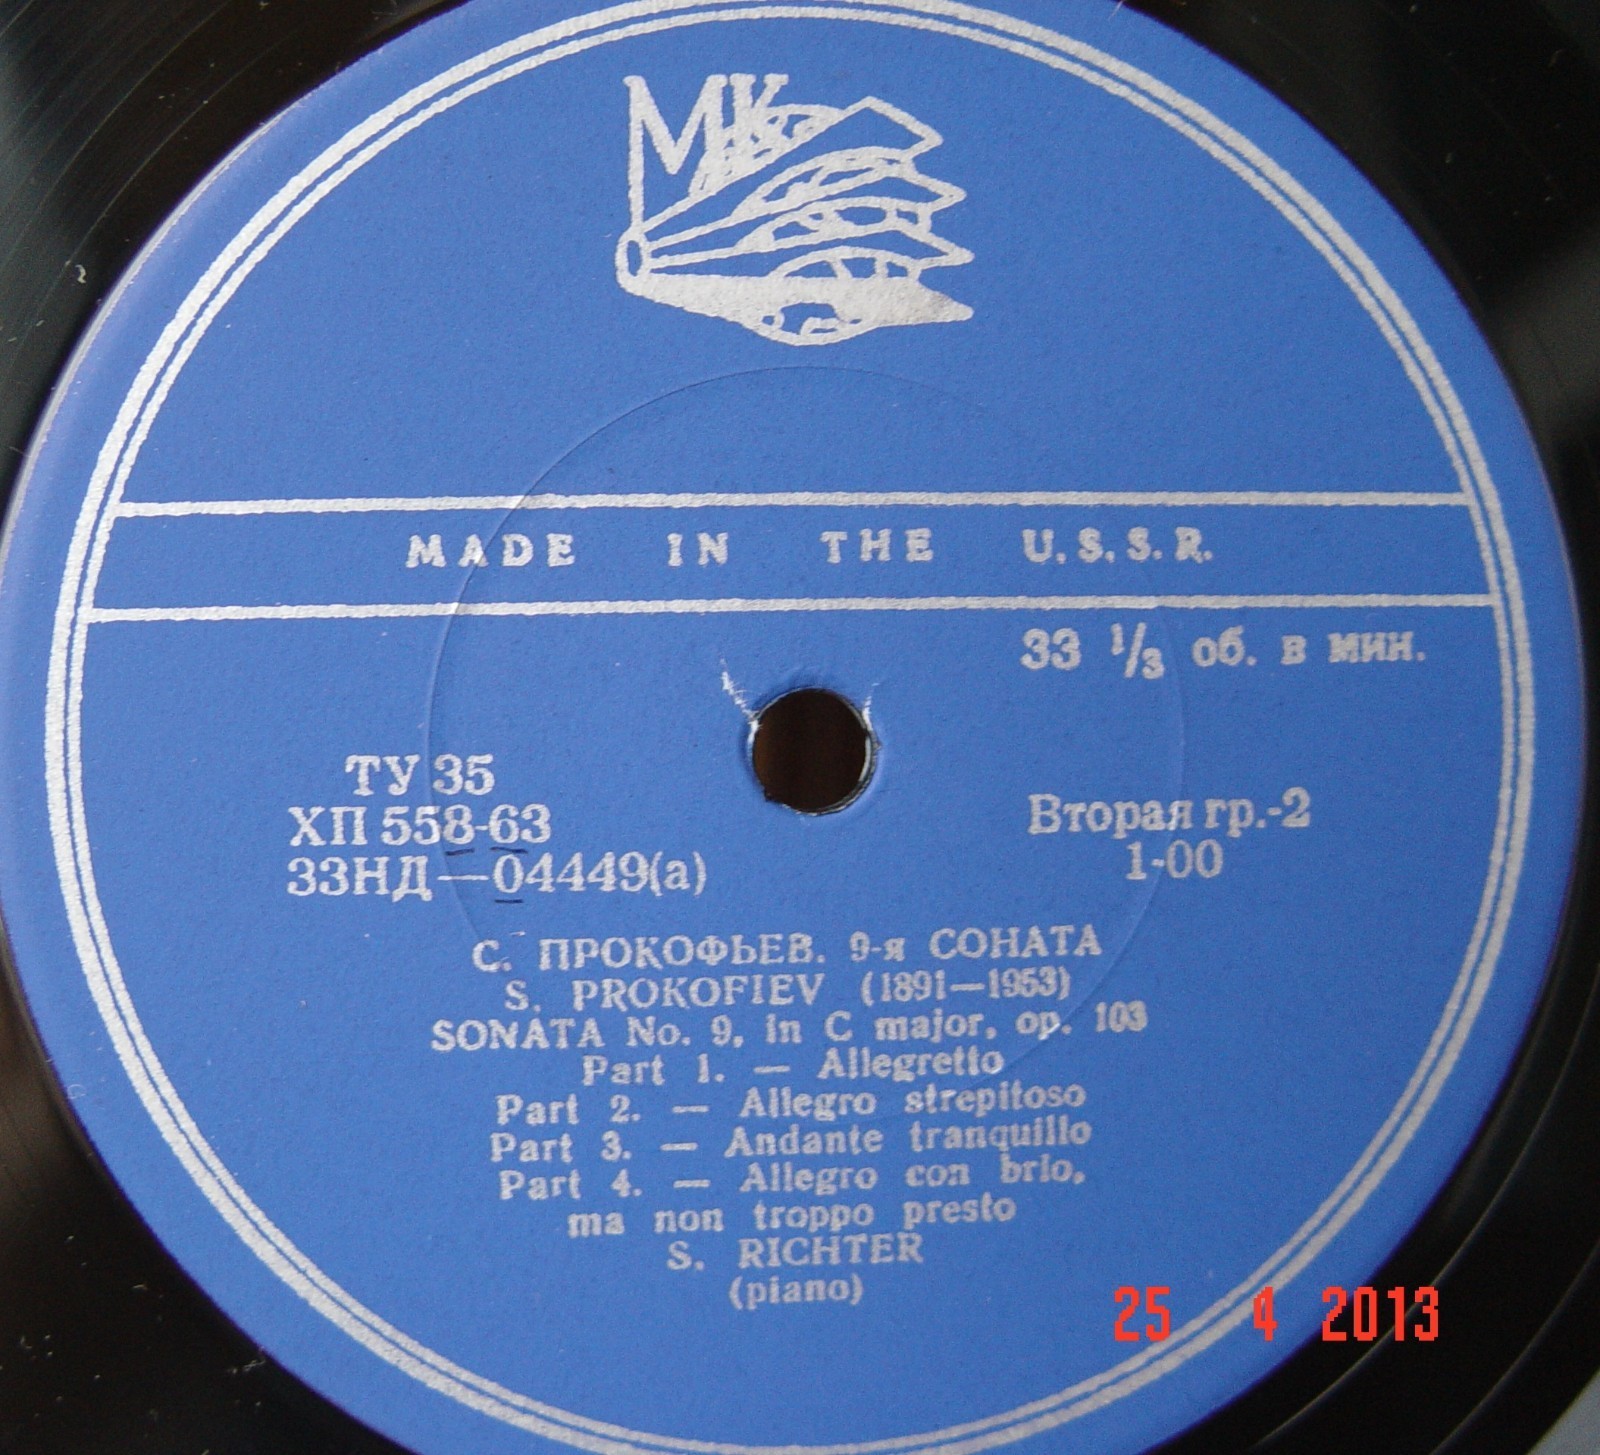 МК
MADE IN THE U.S.S.R.
33 1/3 об. в мин.
ТУ 35
ХП 558-63
33НД—04449(а)
Вторая гр.-2
1-00
С. ПРОКОФЬЕВ. 9-я СОНАТА
S. PROKOFIEV (1891—1953)
SONATA No. 9, in C major, op. 103
Part 1. — Allegretto
Part 2. — Allegro strepitoso
Part 3. — Andante tranquillo
Part 4. — Allegro con brio,
ma non troppo presto
S. RICHTER
(piano)
25 4 2013